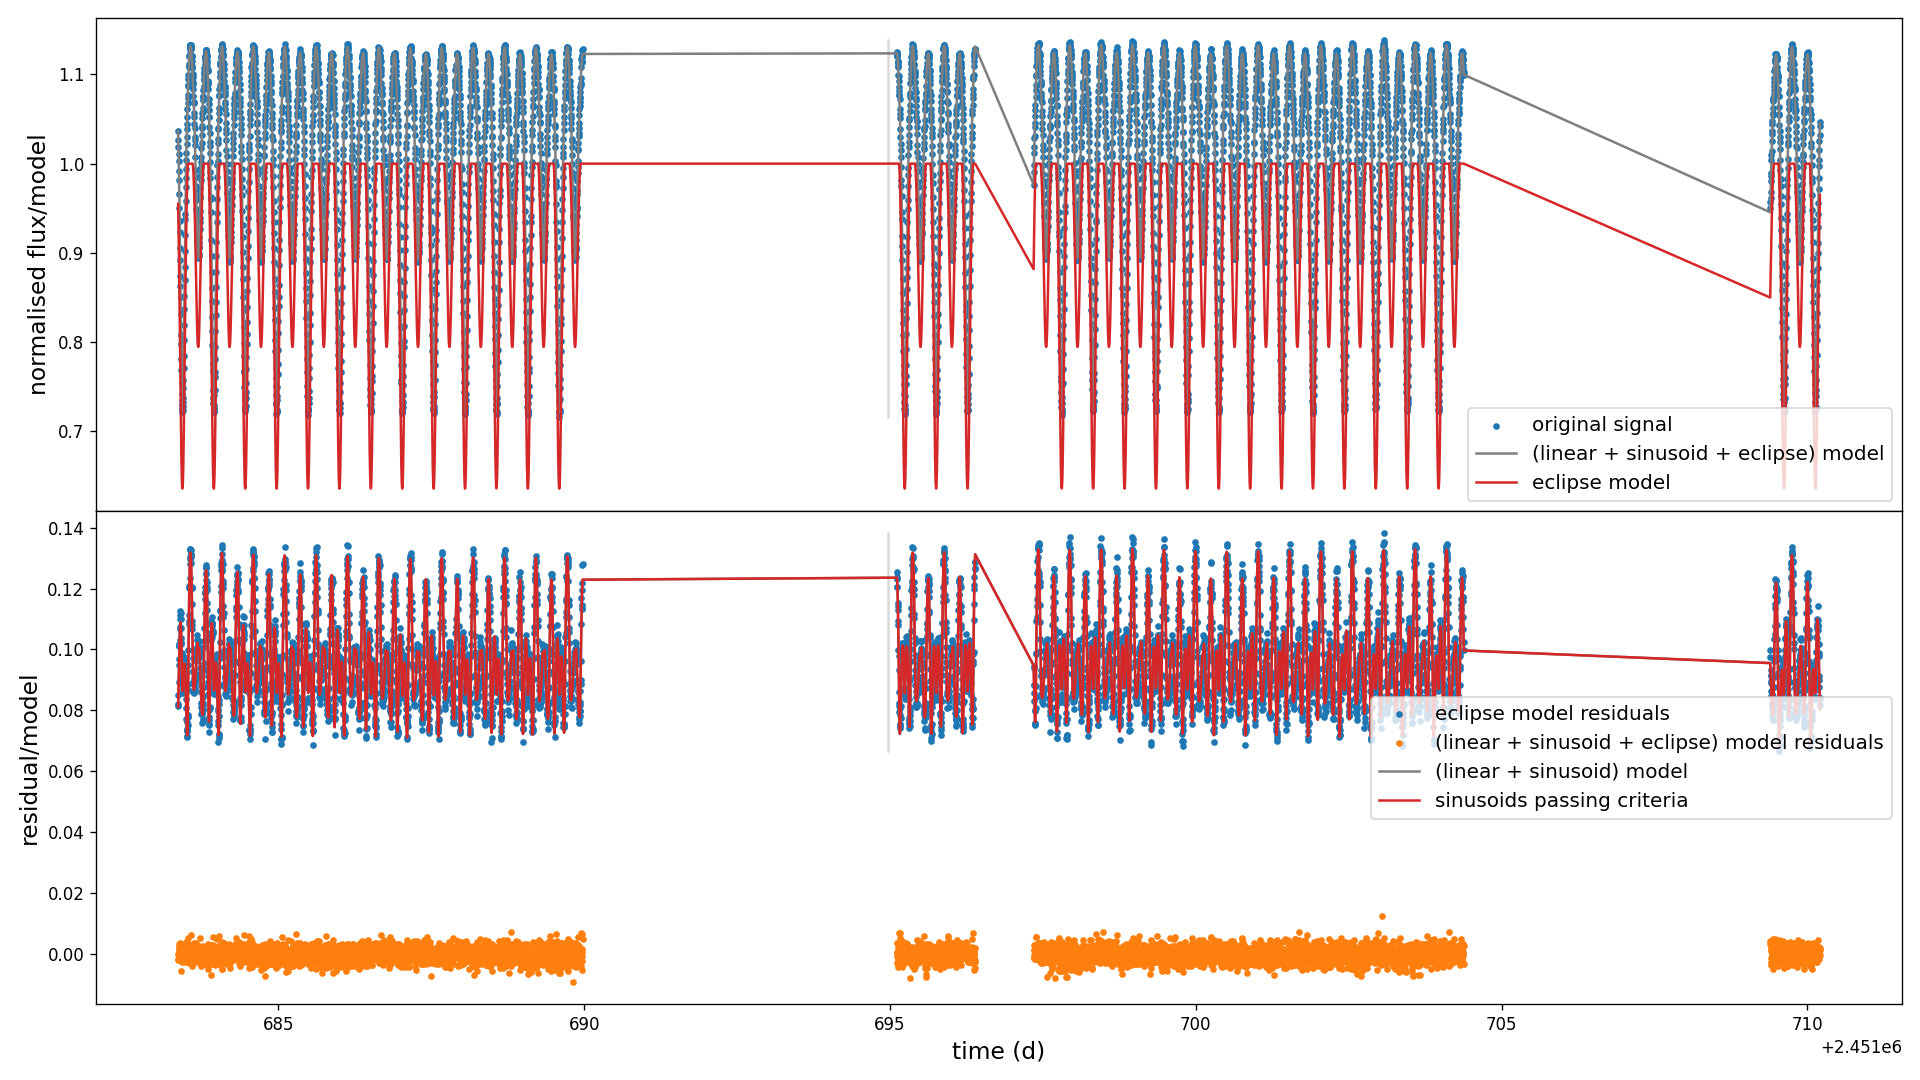 normalised flux/model
1.1
1.0
0.9
0.8
0.7
original signal
(linear + sinusoid + eclipse) model
eclipse model
residual/model
0.14
0.12
0.10
0.08
0.06
0.04
0.02
0.00
eclipse model residuals
(linear + sinusoid + eclipse) model residuals
(linear + sinusoid) model
sinusoids passing criteria
685
690
695
700
705
710
+2.451e6
time (d)